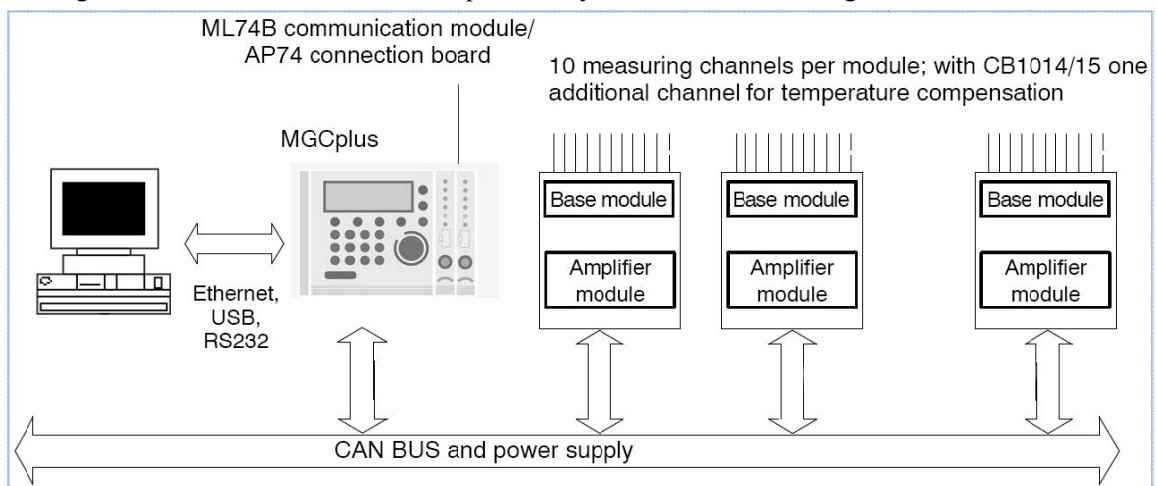 ML74B communication module/
AP74 connection board
10 measuring channels per module; with CB1014/15 one
additional channel for temperature compensation
MGCplus
Base module
Base module
Base module
Amplifier
module
Amplifier
module
Amplifier
module
Ethernet,
USB,
RS232
CAN BUS and power supply